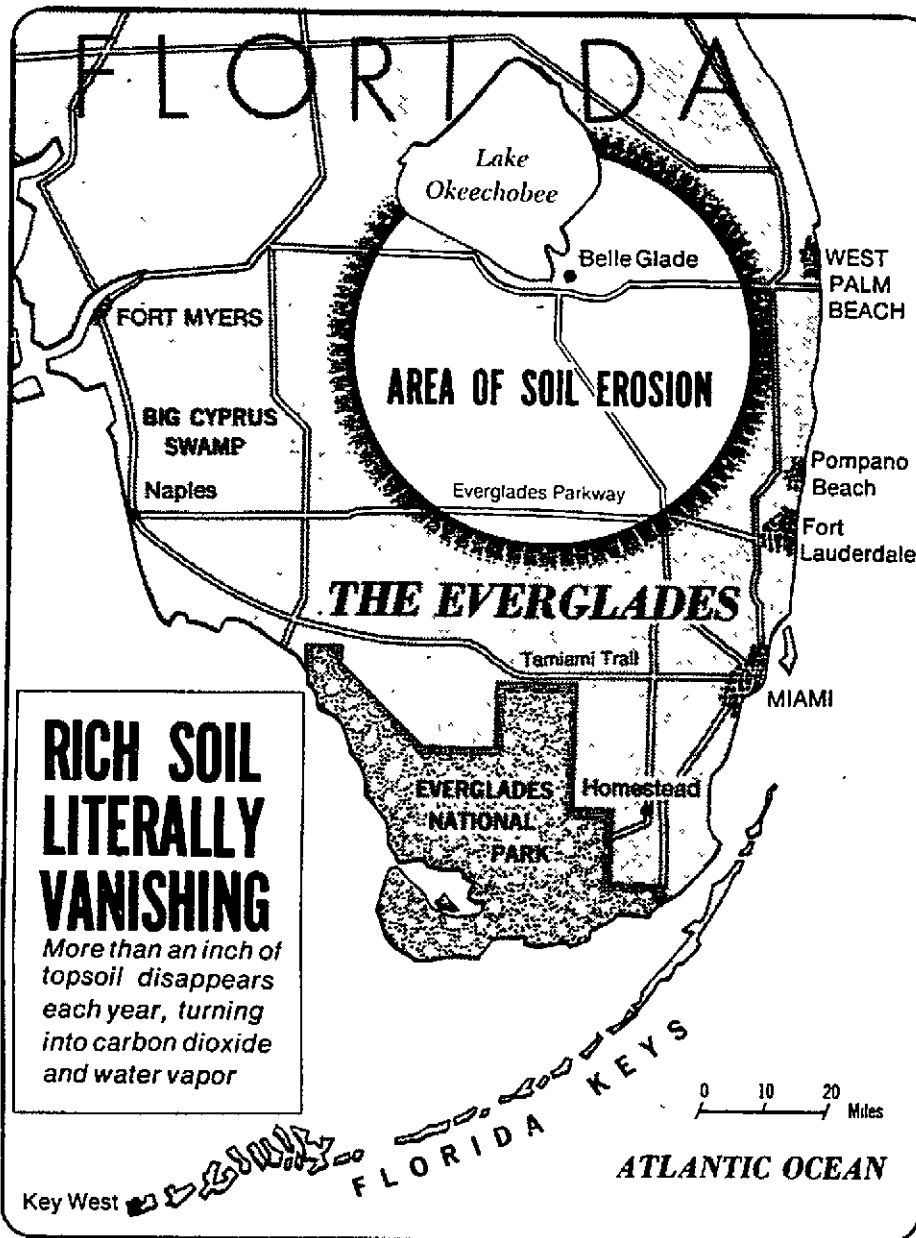 FLORIDA
Lake
Okeechobee
Belle Glade
WEST
PALM
BEACH
FORT MYERS
AREA OF SOIL EROSION
BIG CYPRUS
SWAMP
Naples
Everglades Parkway
Pompano
Beach
Fort
Lauderdale
THE EVERGLADES
Tamiami Trail
MIAMI
RICH SOIL
LITERALLY
VANISHING
More than an inch of
topsoil disappears
each year, turning
into carbon dioxide
and water vapor
EVERGLADES
NATIONAL
PARK
Homestead
FLORIDA KEYS
0 10 20
Miles
ATLANTIC OCEAN
Key West